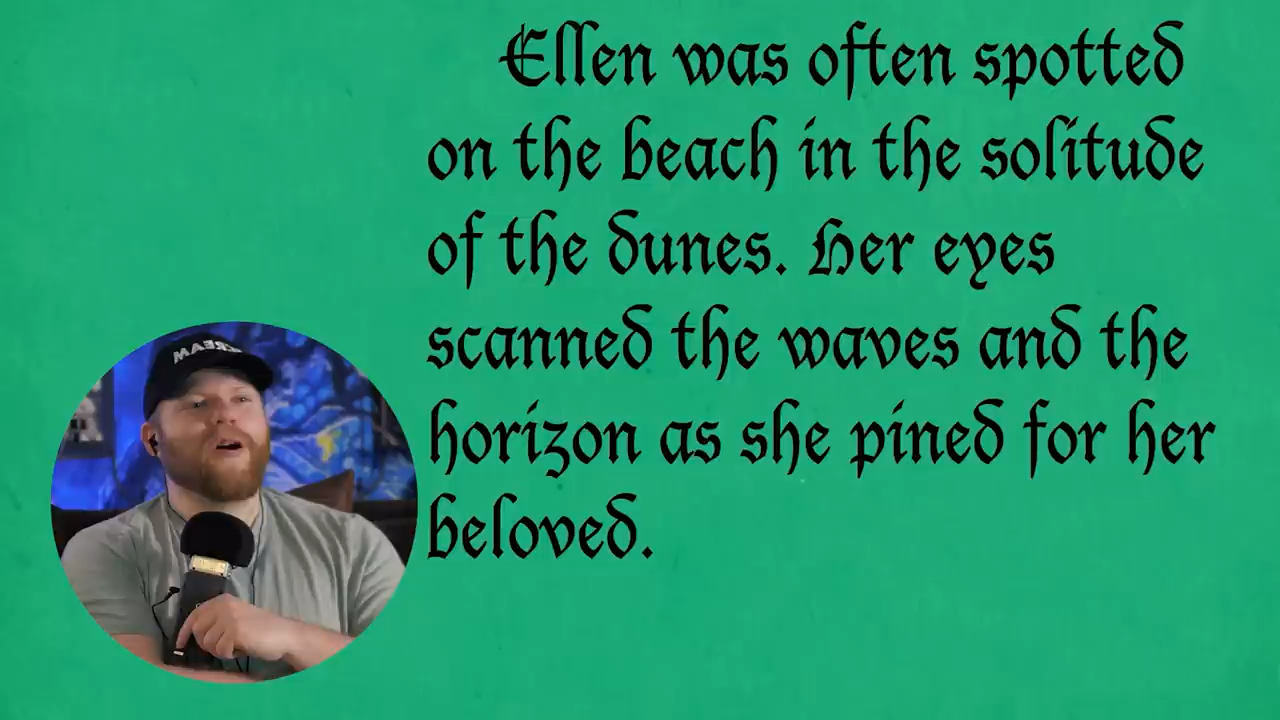 Ellen was often spotted
on the beach in the solitude
of the dunes. Her eyes
scanned the waves and the
horizon as she pined for her
beloved.